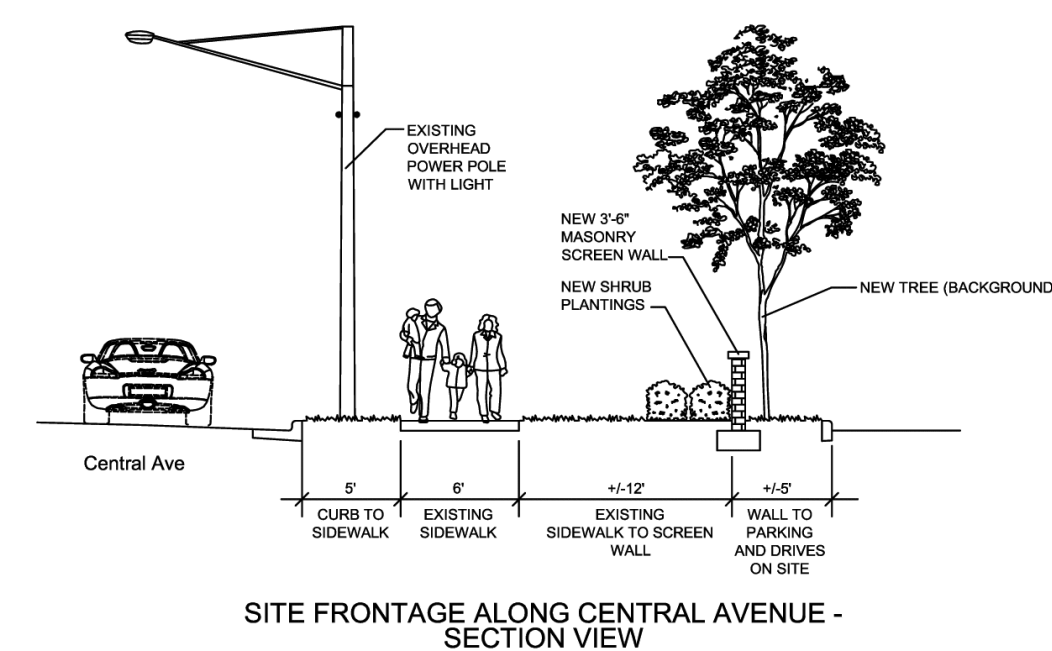 EXISTING
OVERHEAD
POWER POLE
WITH LIGHT
NEW 3'-6"
MASONRY
SCREEN WALL
NEW SHRUB
PLANTINGS
NEW TREE (BACKGROUND
Central Ave
5'
6'
+/-12'
+/-5'
CURB TO
SIDEWALK
EXISTING
SIDEWALK
EXISTING
SIDEWALK TO SCREEN
WALL
WALL TO
PARKING
AND DRIVES
ON SITE
SITE FRONTAGE ALONG CENTRAL AVENUE -
SECTION VIEW